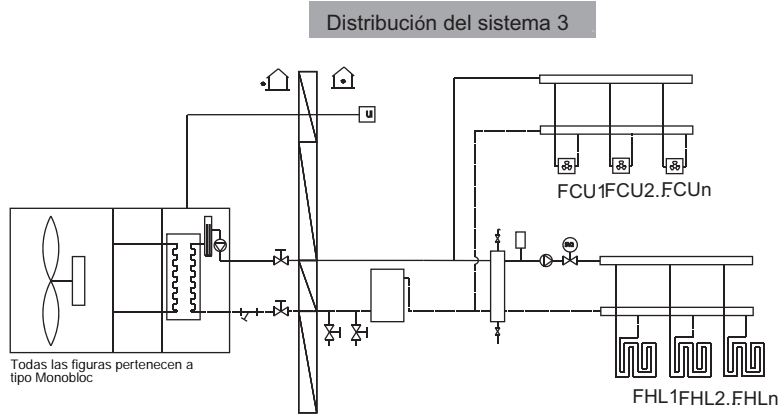 Distribución del sistema 3
u
FCU1FCU2..FCUn
Todas las figuras pertenecen a
tipo Monobloc
FHL1FHL2..FHLn